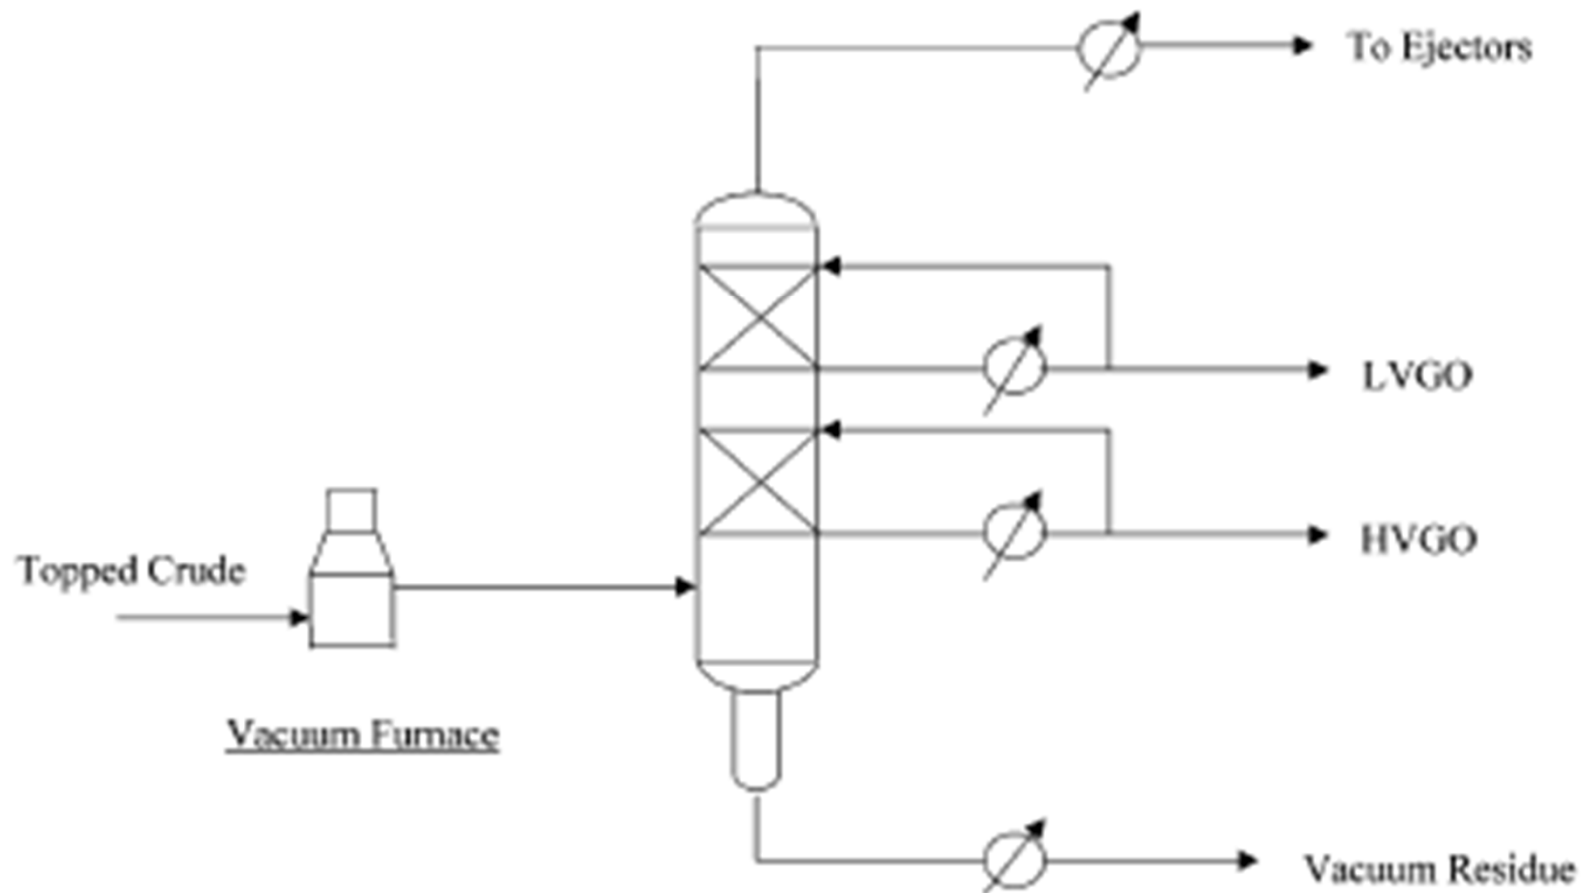 To Ejectors
LVGO
HVGO
Topped Crude
Vacuum Furnace
Vacuum Residue